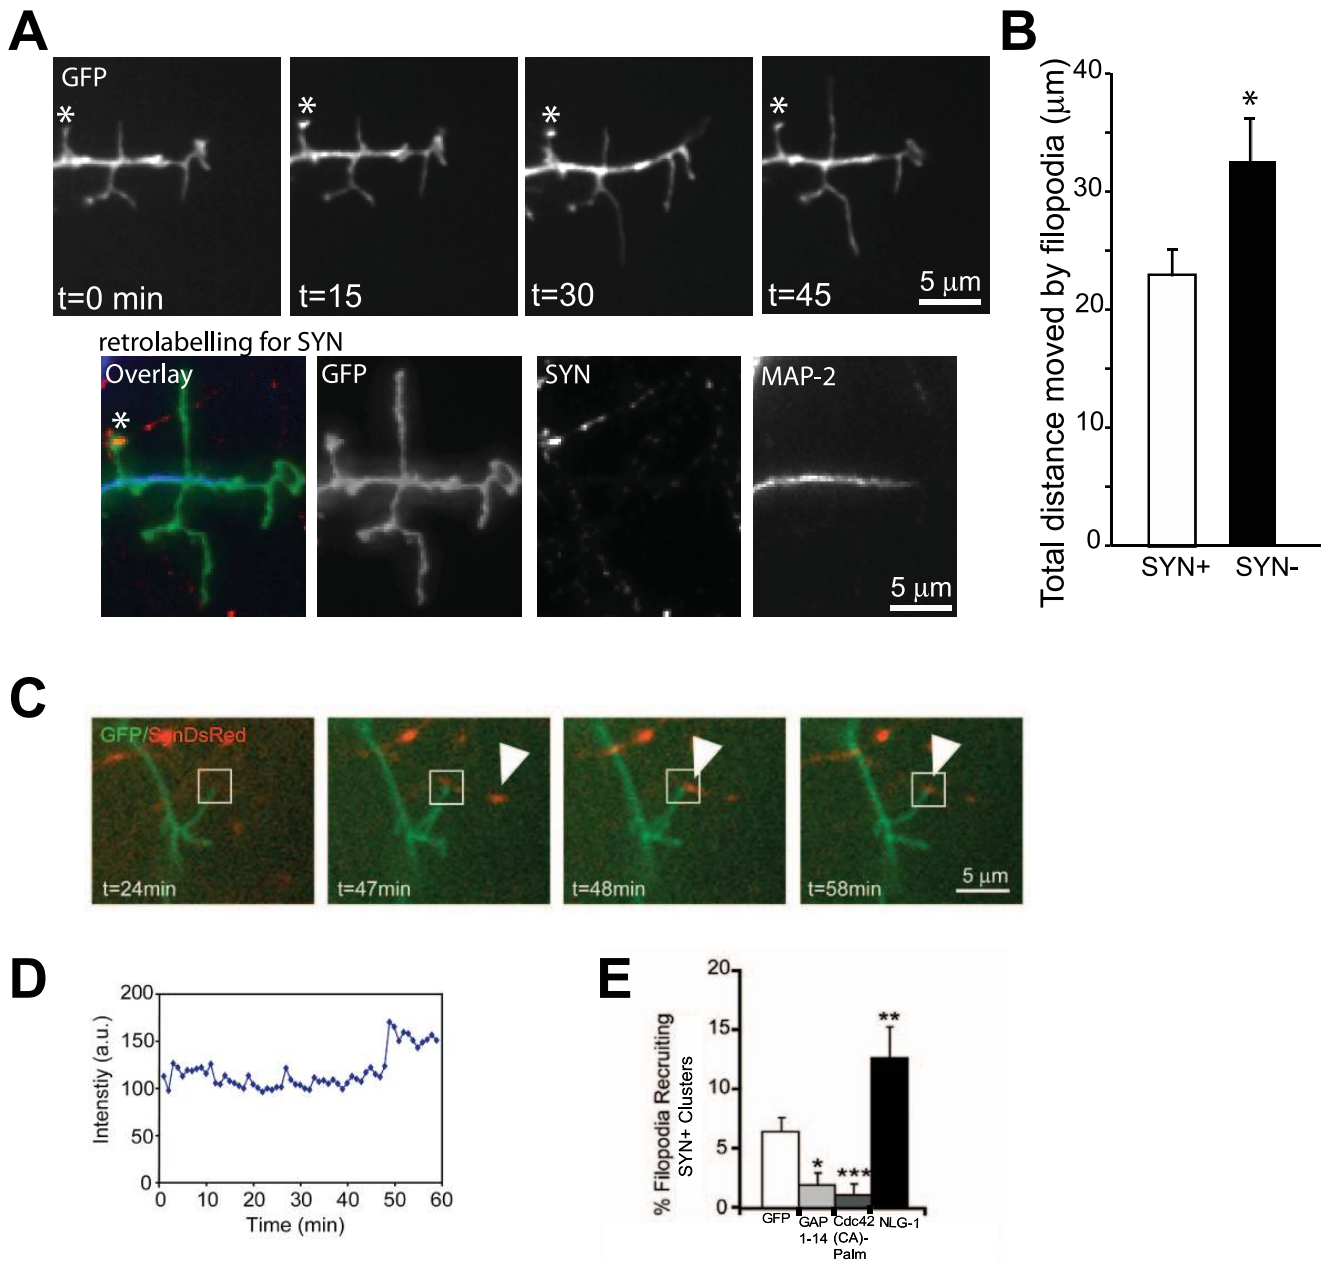 A
GFP
*
*
*
*
t=0 min
t=15
t=30
t=45
5 μm
retrolabelling for SYN
Overlay
GFP
SYN
MAP-2
*
5 μm
B
Total distance moved by filopodia (μm)
40
30
20
10
0
*
SYN+
SYN-
C
GFP/SynDsRed
t=24min
t=47min
t=48min
t=58min
5 μm
D
Intenstiy (a.u.)
200
150
100
50
0
0
10
20
30
40
50
60
Time (min)
E
% Filopodia Recruiting
SYN+ Clusters
20
15
10
5
0
*
***
**
GFP
GAP
1-14
Cdc42
(CA)-
Palm
NLG-1